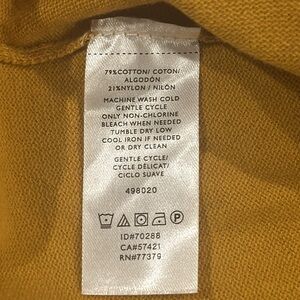 79%COTTON/ COTON/
ALGODÓN
21%NYLON / NILÓN
MACHINE WASH COLD
GENTLE CYCLE
ONLY NON-CHLORINE
BLEACH WHEN NEEDED
TUMBLE DRY LOW
COOL IRON IF NEEDED
OR DRY CLEAN
GENTLE CYCLE/
CYCLE DÉLICAT/
CICLO SUAVE
498020
ID#70288
CA#57421
RN#77379